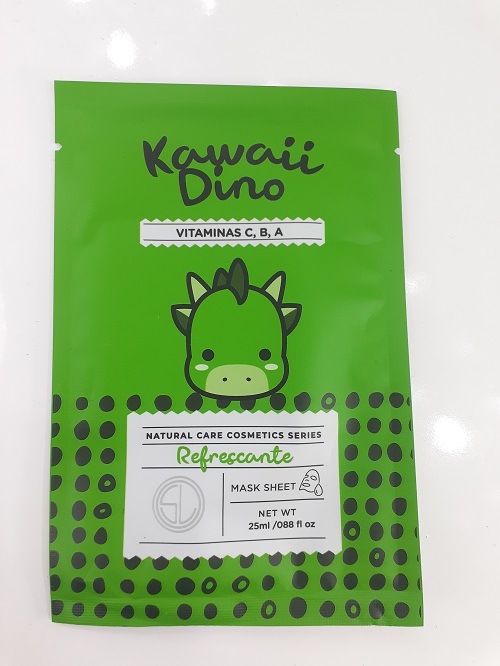 Kawaii
Dino
VITAMINAS C, B, A
NATURAL CARE COSMETICS SERIES
Refrescante
MASK SHEET
NET WT
25ml /088 fl oz